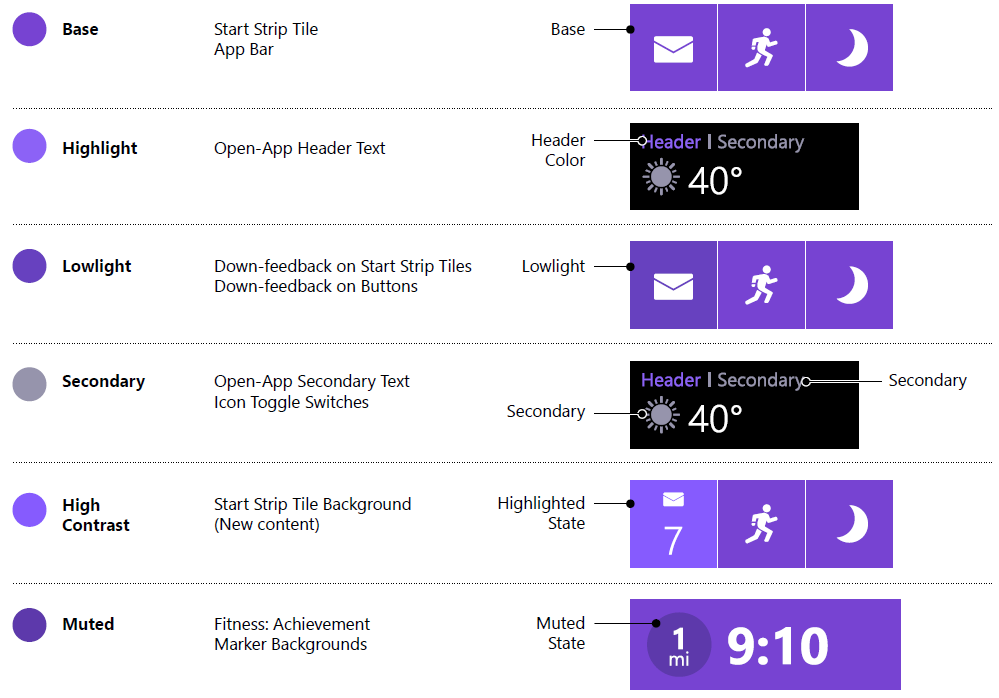 Base
Start Strip Tile
App Bar
Base
Highlight
Open-App Header Text
Header
Color
Header | Secondary
40°
Lowlight
Down-feedback on Start Strip Tiles
Down-feedback on Buttons
Lowlight
Secondary
Open-App Secondary Text
Icon Toggle Switches
Secondary
Header | Secondary
40°
Secondary
High
Contrast
Start Strip Tile Background
(New content)
Highlighted
State
7
Muted
Fitness: Achievement
Marker Backgrounds
Muted
State
1
mi
9:10